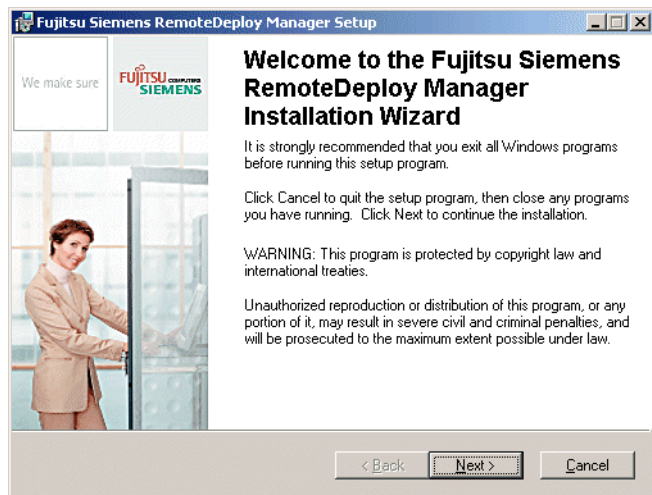 Fujitsu Siemens RemoteDeploy Manager Setup
We make sure
FUJITSU COMPUTERS
SIEMENS
Welcome to the Fujitsu Siemens
RemoteDeploy Manager
Installation Wizard
It is strongly recommended that you exit all Windows programs
before running this setup program.
Click Cancel to quit the setup program, then close any programs
you have running. Click Next to continue the installation.
WARNING: This program is protected by copyright law and
international treaties.
Unauthorized reproduction or distribution of this program, or any
portion of it, may result in severe civil and criminal penalties, and
will be prosecuted to the maximum extent possible under law.
< Back
Next >
Cancel